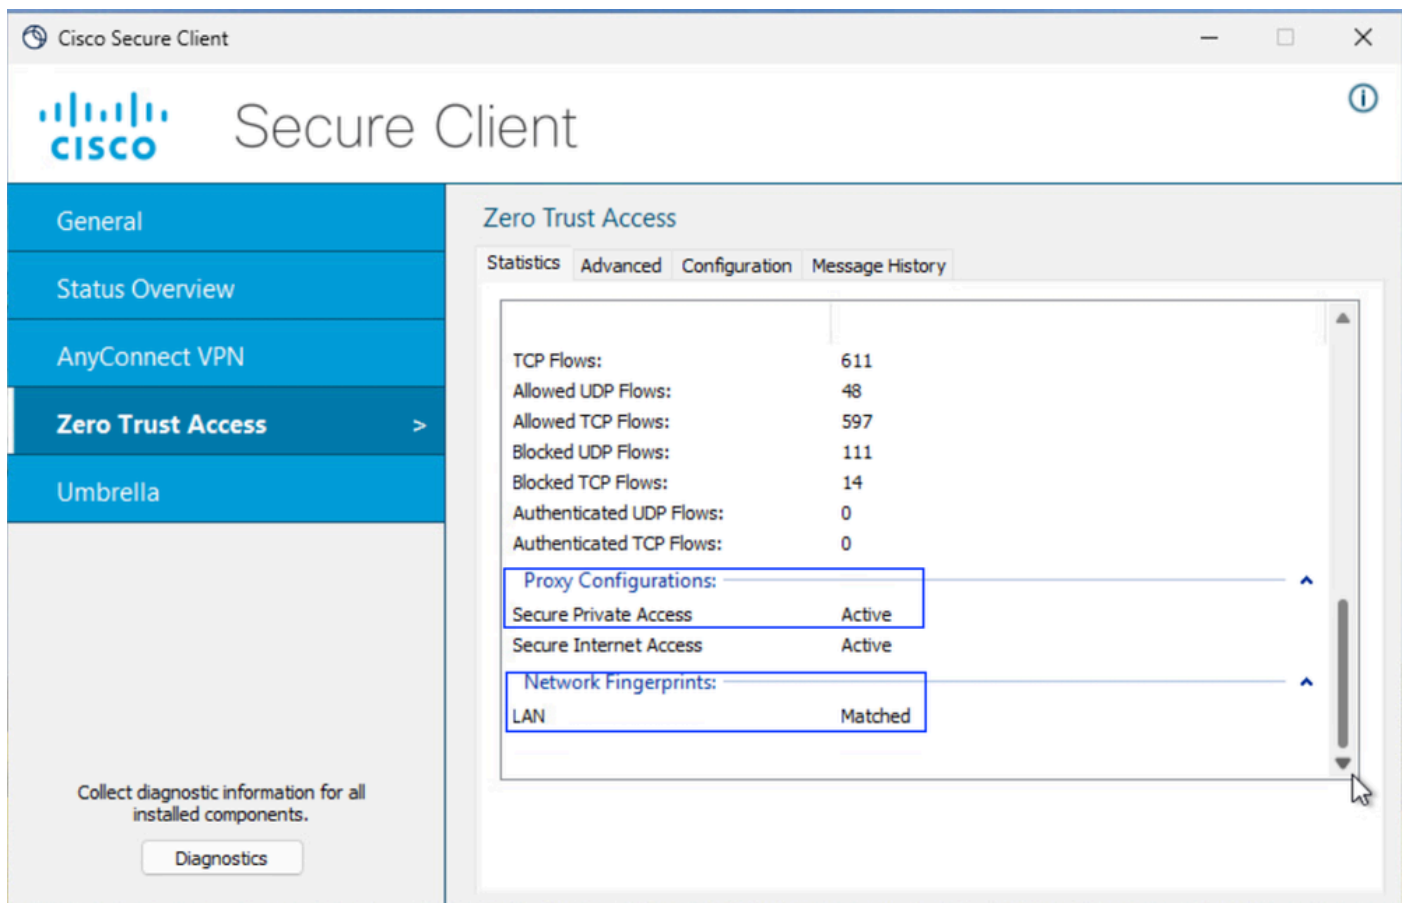 Cisco Secure Client
CISCO Secure Client
General
Status Overview
AnyConnect VPN
Zero Trust Access >
Umbrella
Collect diagnostic information for all
installed components.
Diagnostics
Zero Trust Access
Statistics Advanced Configuration Message History
TCP Flows: 611
Allowed UDP Flows: 48
Allowed TCP Flows: 597
Blocked UDP Flows: 111
Blocked TCP Flows: 14
Authenticated UDP Flows: 0
Authenticated TCP Flows: 0
Proxy Configurations:
Secure Private Access Active
Secure Internet Access Active
Network Fingerprints:
LAN Matched